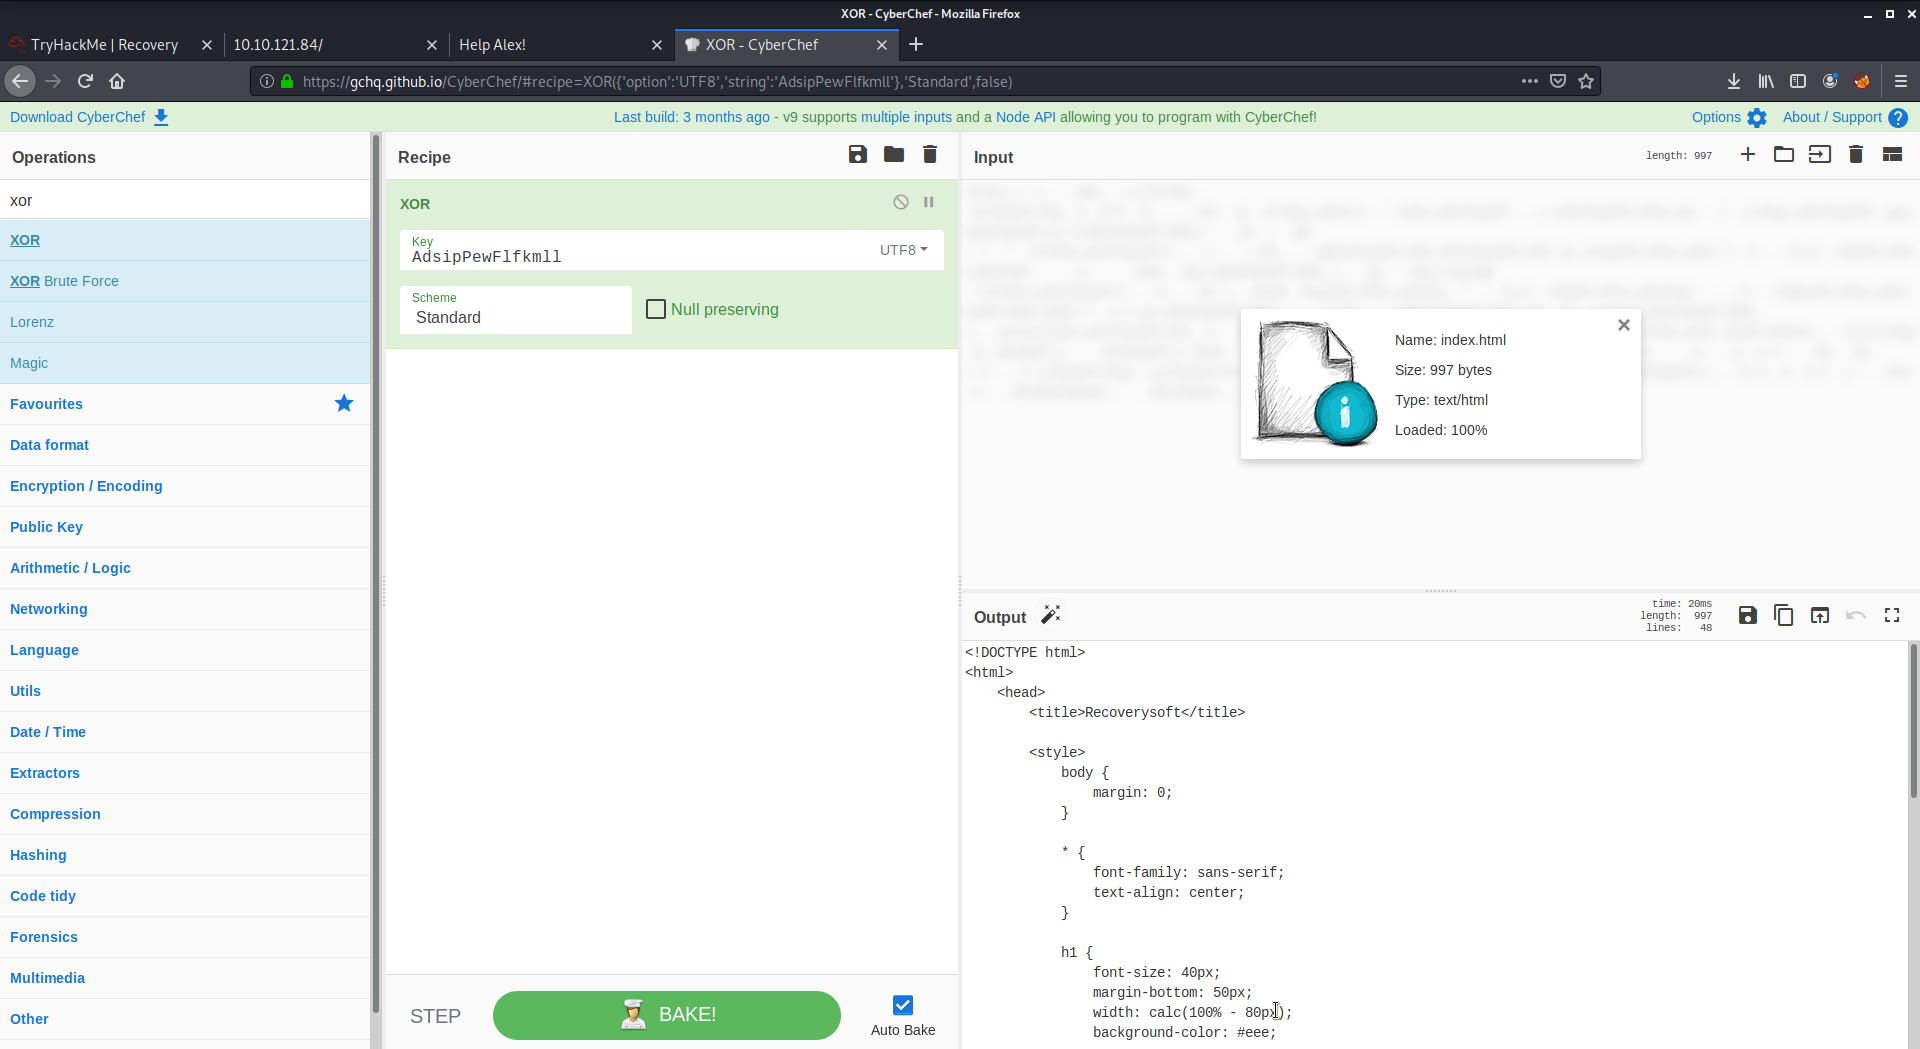 XOR - CyberChef - Mozilla Firefox
TryHackMe | Recovery
10.10.121.84/
Help Alex!
XOR - CyberChef
https://gchq.github.io/CyberChef/#recipe=XOR({'option':'UTF8','string':'AdsipPewFlfkmll'},'Standard',false)
Download CyberChef
Last build: 3 months ago - v9 supports multiple inputs and a Node API allowing you to program with CyberChef!
Options
About / Support
Operations
xor
XOR
XOR Brute Force
Lorenz
Magic
Favourites
Data format
Encryption / Encoding
Public Key
Arithmetic / Logic
Networking
Language
Utils
Date / Time
Extractors
Compression
Hashing
Code tidy
Forensics
Multimedia
Other
Recipe
XOR
Key
AdsipPewFlfkmll
UTF8
Scheme
Standard
Null preserving
STEP
BAKE!
Auto Bake
Input
length: 997
Name: index.html
Size: 997 bytes
Type: text/html
Loaded: 100%
Output
time: 20ms
length: 997
lines: 48
<!DOCTYPE html>
<html>
    <head>
        <title>Recoverysoft</title>
        <style>
            body {
                margin: 0;
            }
            * {
                font-family: sans-serif;
                text-align: center;
            }
            h1 {
                font-size: 40px;
                margin-bottom: 50px;
                width: calc(100% - 80px);
                background-color: #eee;